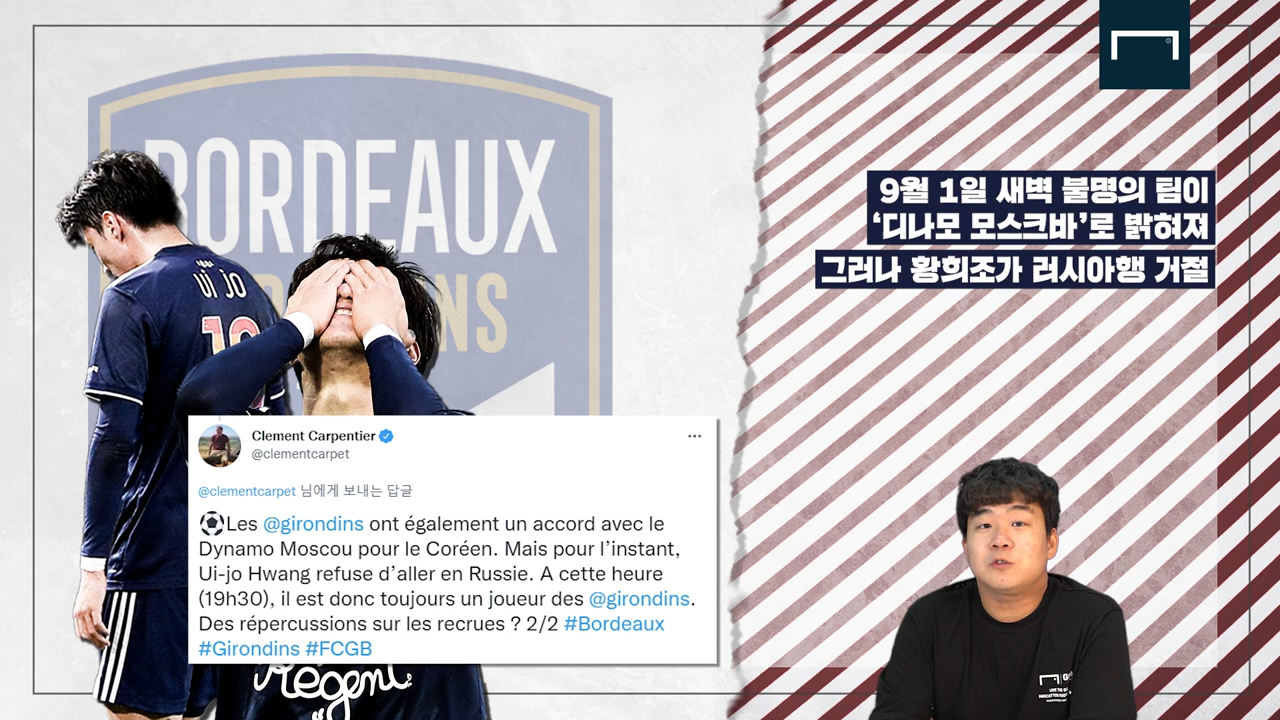 BORDEAUX
ui jo
10
9월 1일 새벽 불명의 팀이
‘디나모 모스크바’로 밝혀져
그러나 황희조가 러시아행 거절
Clement Carpentier
@clementcarpet
@clementcarpet 님에게 보내는 답글
⚽Les @girondins ont également un accord avec le
Dynamo Moscou pour le Coréen. Mais pour l’instant,
Ui-jo Hwang refuse d’aller en Russie. A cette heure
(19h30), il est donc toujours un joueur des @girondins.
Des répercussions sur les recrues ? 2/2 #Bordeaux
#Girondins #FCGB
Regent